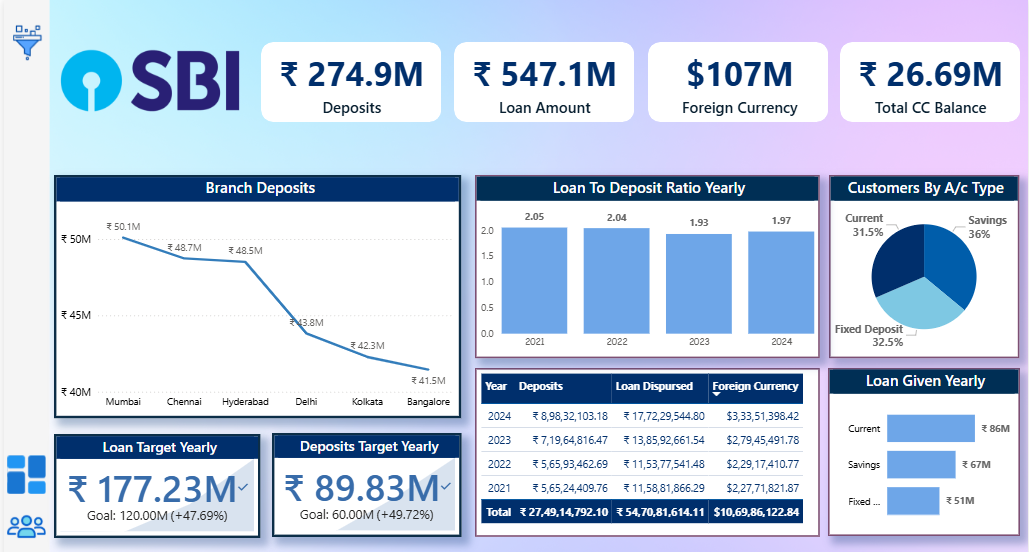 SBI
₹ 274.9M
Deposits
₹ 547.1M
Loan Amount
$107M
Foreign Currency
₹ 26.69M
Total CC Balance
Branch Deposits
₹ 50M
₹ 45M
₹ 40M
₹ 50.1M
₹ 48.7M
₹ 48.5M
₹ 43.8M
₹ 42.3M
₹ 41.5M
Mumbai Chennai Hyderabad Delhi Kolkata Bangalore
Loan Target Yearly
₹ 177.23M
Goal: 120.00M (+47.69%)
Deposits Target Yearly
₹ 89.83M
Goal: 60.00M (+49.72%)
Loan To Deposit Ratio Yearly
2.05 2.04 1.93 1.97
2.0
1.5
1.0
0.5
0.0
2021 2022 2023 2024
Customers By A/c Type
Current
31.5%
Savings
36%
Fixed Deposit
32.5%
Year Deposits Loan Dispursed Foreign Currency
2024 ₹ 8,98,32,103.18 ₹ 17,72,29,544.80 $3,33,51,398.42
2023 ₹ 7,19,64,816.47 ₹ 13,85,92,661.54 $2,79,45,491.78
2022 ₹ 5,65,93,462.69 ₹ 11,53,77,541.48 $2,29,17,410.77
2021 ₹ 5,65,24,409.76 ₹ 11,58,81,866.29 $2,27,71,821.87
Total ₹ 27,49,14,792.10 ₹ 54,70,81,614.11 $10,69,86,122.84
Loan Given Yearly
Current ₹ 86M
Savings ₹ 67M
Fixed ... ₹ 51M